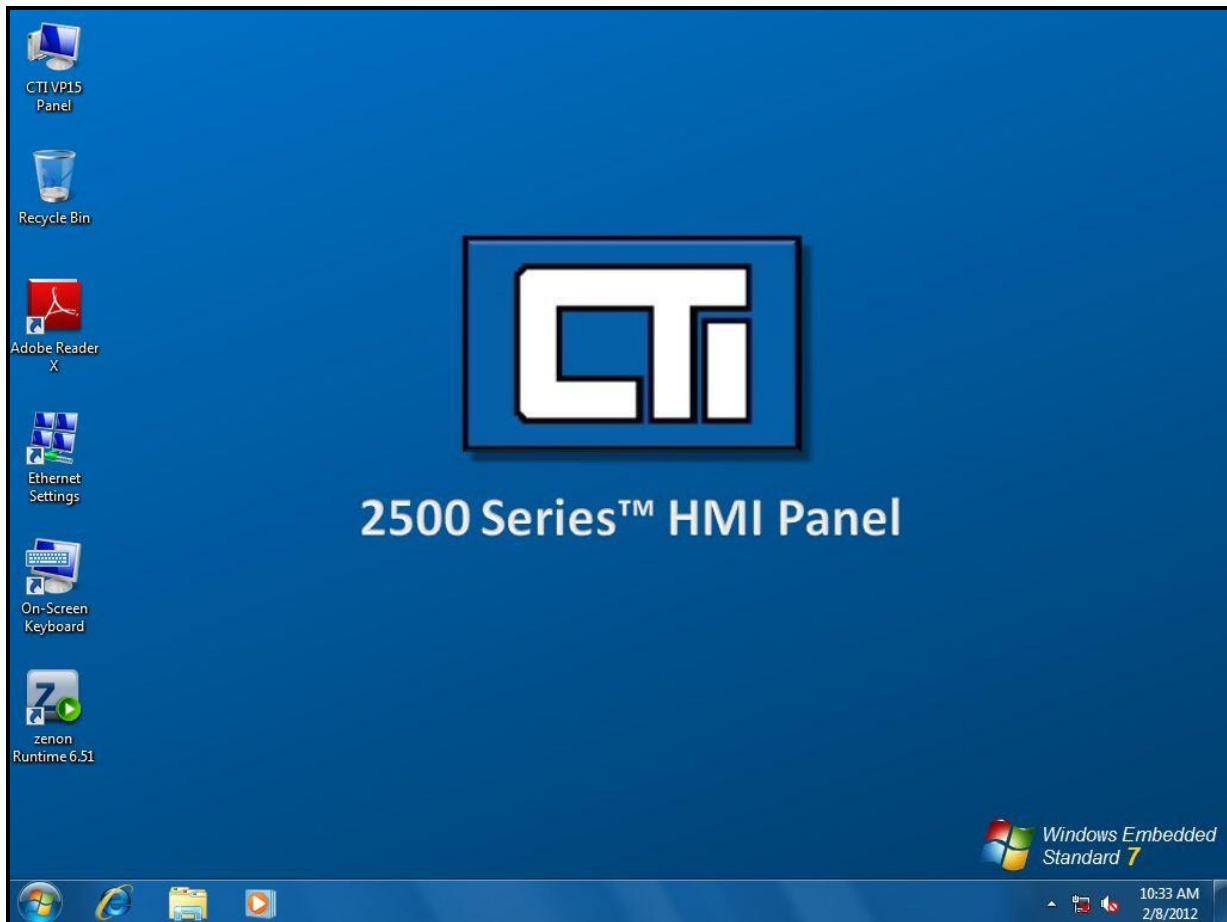 CTI VP15
Panel
Recycle Bin
Adobe Reader
X
Ethernet
Settings
On-Screen
Keyboard
zenon
Runtime 6.51
CTi
2500 Series™ HMI Panel
Windows Embedded
Standard 7
10:33 AM
2/8/2012